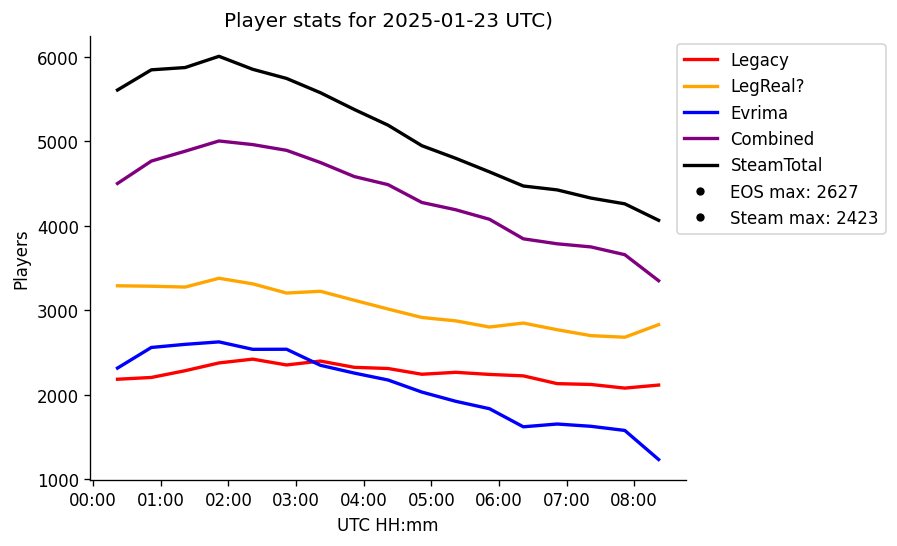 Player stats for 2025-01-23 UTC)
Legacy
LegReal?
Evrima
Combined
SteamTotal
EOS max: 2627
Steam max: 2423
Players
6000
5000
4000
3000
2000
1000
00:00 01:00 02:00 03:00 04:00 05:00 06:00 07:00 08:00
UTC HH:mm